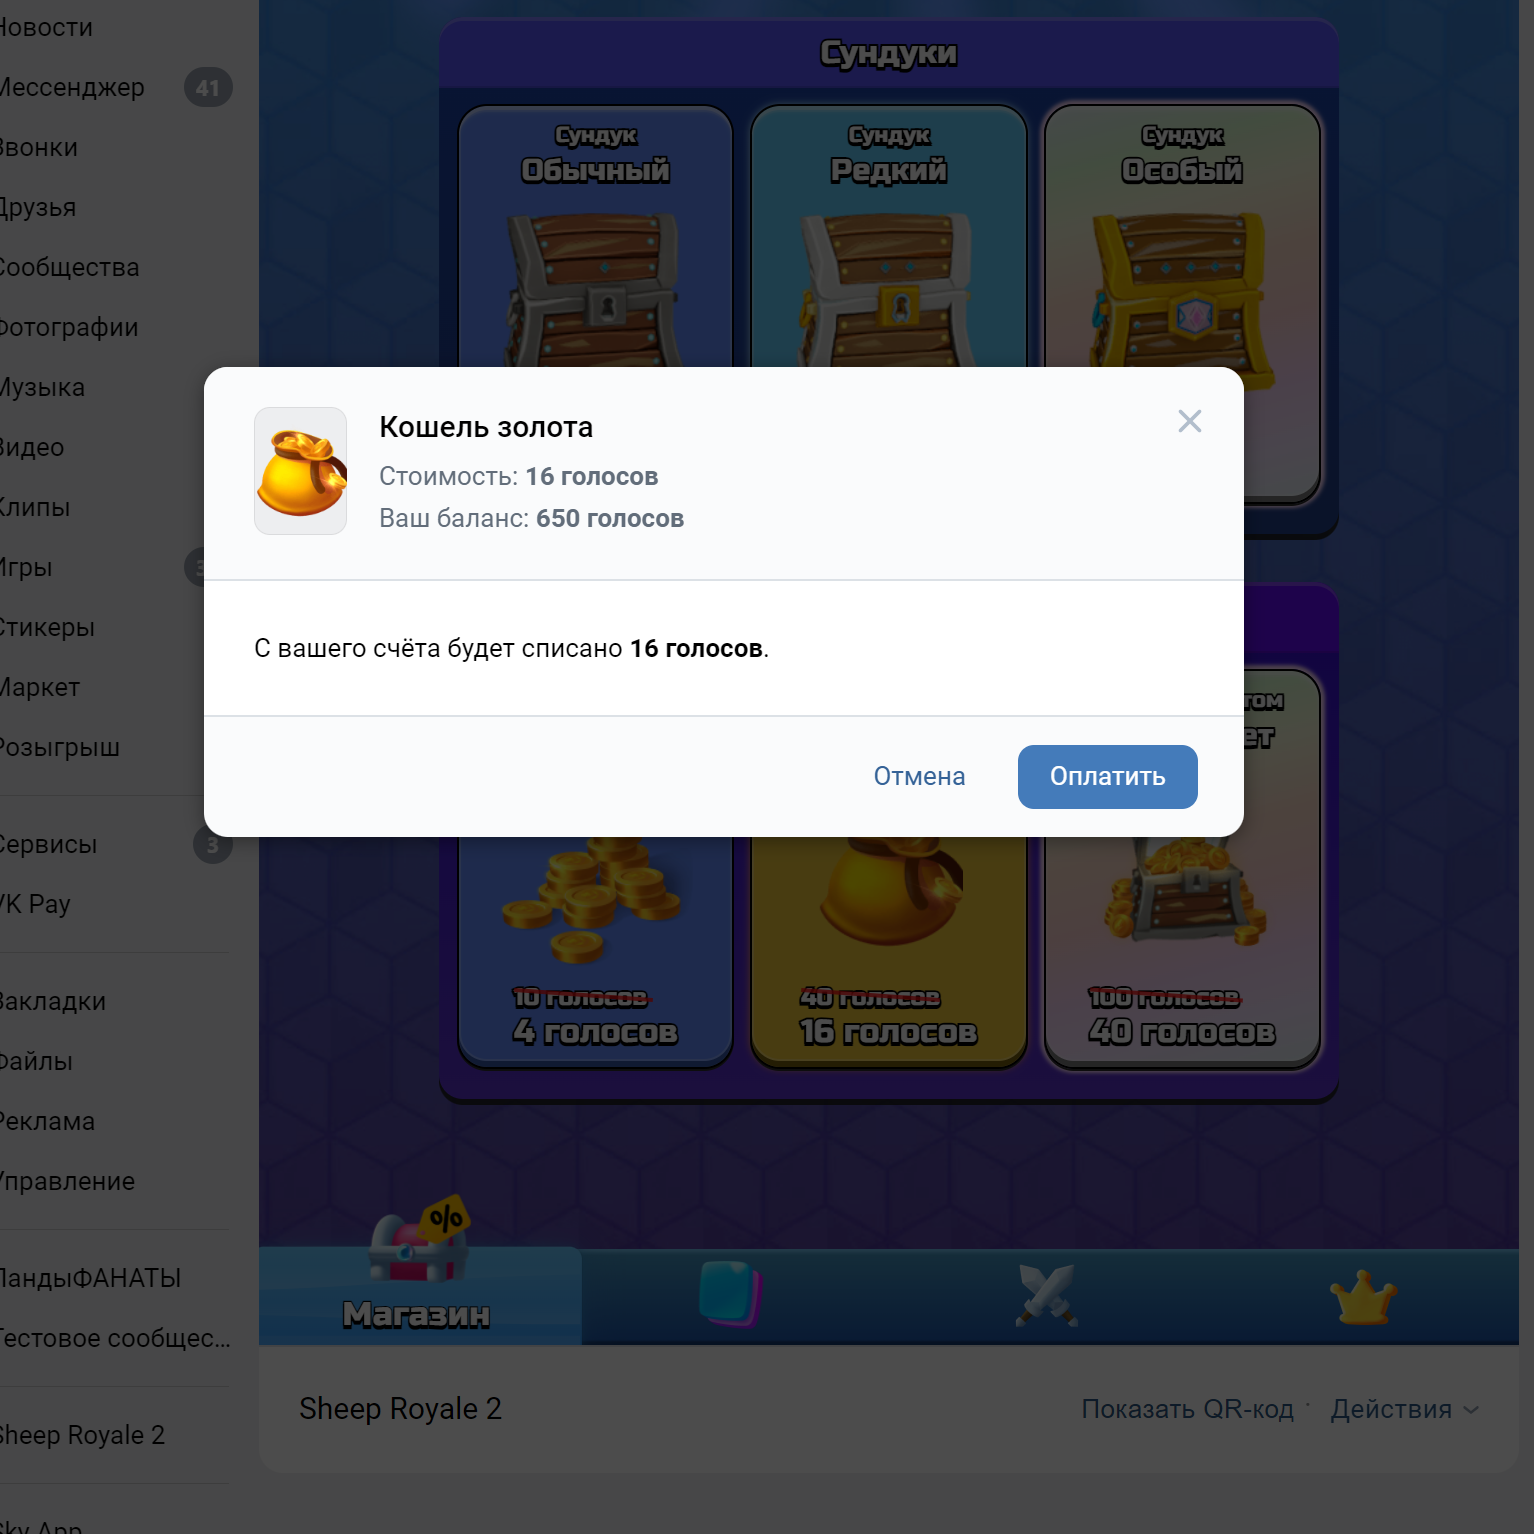 Новости
Мессенджер 41
Звонки
Друзья
Сообщества
Фотографии
Музыка
Видео
Клипы
Игры
Стикеры
Маркет
Розыгрыш
Сервисы 3
VK Pay
Закладки
Файлы
Реклама
Управление
ПандыФАНАТЫ
Тестовое сообщес...
Sheep Royale 2
Sky App
Сундуки
Сундук
Обычный
Сундук
Редкий
Сундук
Особый
Кошель золота
Стоимость: 16 голосов
Ваш баланс: 650 голосов
С вашего счёта будет списано 16 голосов.
Отмена
Оплатить
10 голосов
4 голосов
40 голосов
16 голосов
100 голосов
40 голосов
%
Магазин
Sheep Royale 2
Показать QR-код · Действия